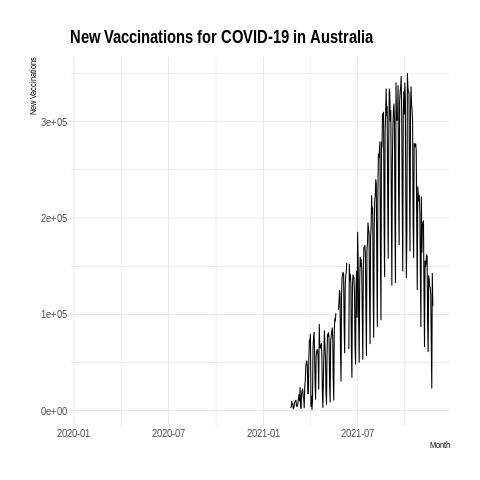 New Vaccinations for COVID-19 in Australia
New Vaccinations
3e+05
2e+05
1e+05
0e+00
2020-01 2020-07 2021-01 2021-07
Month